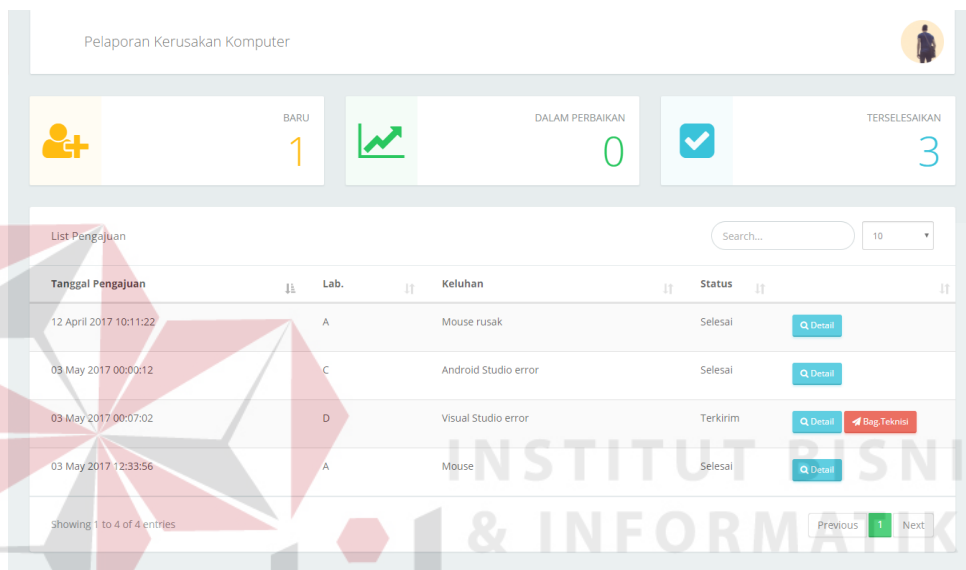 Pelaporan Kerusakan Komputer
BARU
1
DALAM PERBAIKAN
0
TERSELESAIKAN
3
List Pengajuan
Search...
10
Tanggal Pengajuan Lab. Keluhan Status
12 April 2017 10:11:22 A Mouse rusak Selesai Detail
03 May 2017 00:00:12 C Android Studio error Selesai Detail
03 May 2017 00:07:02 D Visual Studio error Terkirim Detail Bag.Teknisi
03 May 2017 12:33:56 A Mouse Selesai Detail
INSTITUT BISNI
Showing 1 to 4 of 4 entries Previous 1 Next
& INFORMATIK